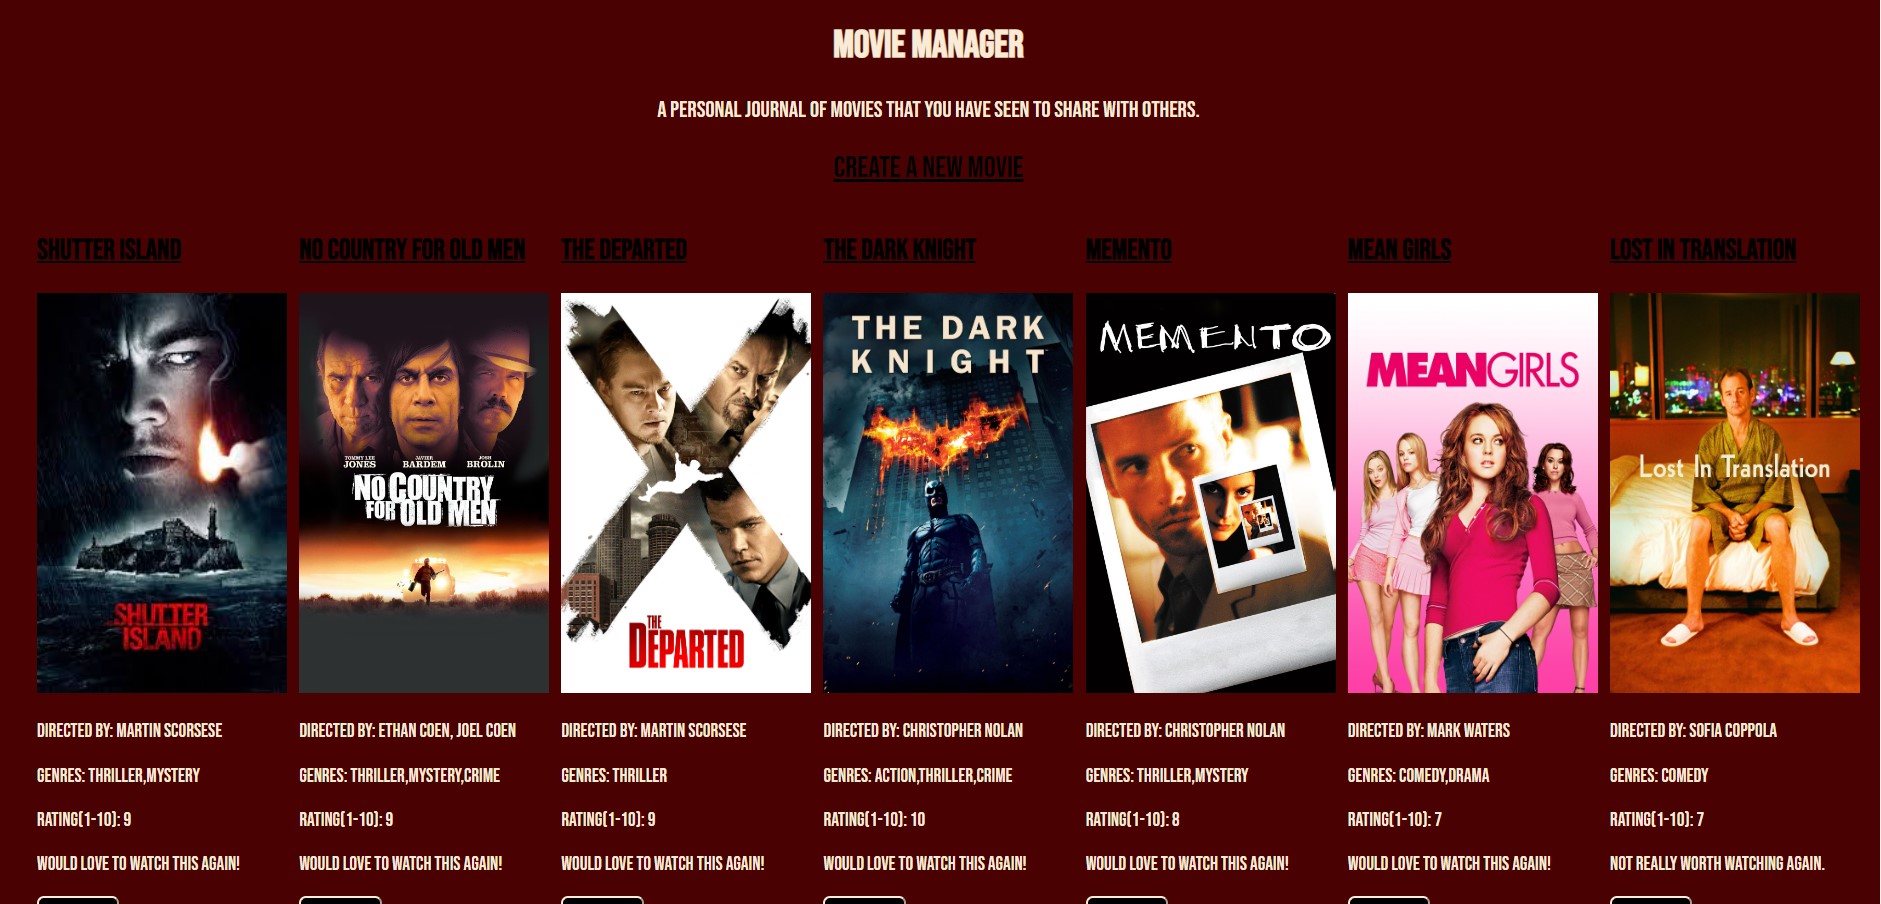 MOVIE MANAGER
A PERSONAL JOURNAL OF MOVIES THAT YOU HAVE SEEN TO SHARE WITH OTHERS.
CREATE A NEW MOVIE
SHUTTER ISLAND
NO COUNTRY FOR OLD MEN
THE DEPARTED
THE DARK KNIGHT
MEMENTO
MEAN GIRLS
LOST IN TRANSLATION
SHUTTER
ISLAND
TOMMY LEE
JONES
JAVIER
BARDEM
JOSH
BROLIN
NO COUNTRY
FOR OLD MEN
THE
DEPARTED
THE DARK
KNIGHT
MEMENTO
MEAN GIRLS
Lost In Translation
DIRECTED BY: MARTIN SCORSESE
GENRES: THRILLER,MYSTERY
RATING(1-10): 9
WOULD LOVE TO WATCH THIS AGAIN!
DIRECTED BY: ETHAN COEN, JOEL COEN
GENRES: THRILLER,MYSTERY,CRIME
RATING(1-10): 9
WOULD LOVE TO WATCH THIS AGAIN!
DIRECTED BY: MARTIN SCORSESE
GENRES: THRILLER
RATING(1-10): 9
WOULD LOVE TO WATCH THIS AGAIN!
DIRECTED BY: CHRISTOPHER NOLAN
GENRES: ACTION,THRILLER,CRIME
RATING(1-10): 10
WOULD LOVE TO WATCH THIS AGAIN!
DIRECTED BY: CHRISTOPHER NOLAN
GENRES: THRILLER,MYSTERY
RATING(1-10): 8
WOULD LOVE TO WATCH THIS AGAIN!
DIRECTED BY: MARK WATERS
GENRES: COMEDY,DRAMA
RATING(1-10): 7
WOULD LOVE TO WATCH THIS AGAIN!
DIRECTED BY: SOFIA COPPOLA
GENRES: COMEDY
RATING(1-10): 7
NOT REALLY WORTH WATCHING AGAIN.